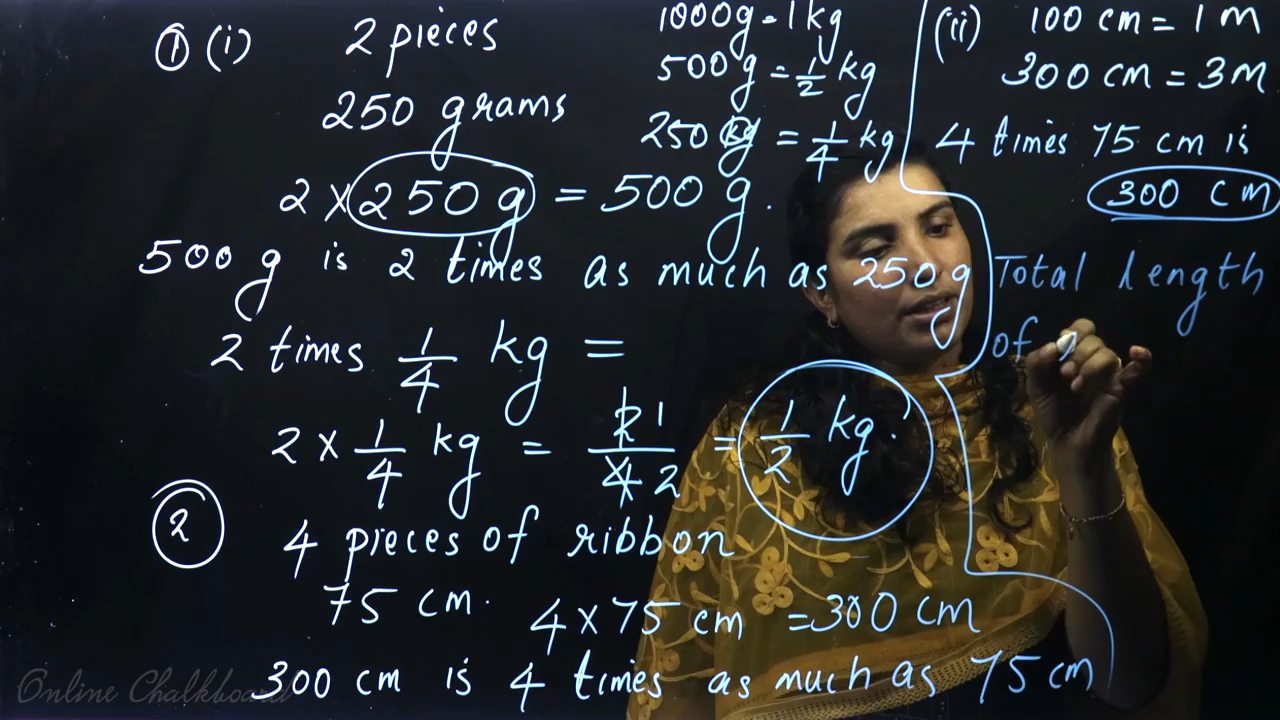 ① (i) 2 pieces
250 grams
2 × 250 g = 500 g.
1000g = 1 kg
500 g = 1/2 kg
250 kg = 1/4 kg
500 g is 2 times as much as 250 g
2 times 1/4 kg =
2 × 1/4 kg = 2 1 / 4 2 = 1/2 kg.
② 4 pieces of ribbon
75 cm.
4 × 75 cm = 300 cm
300 cm is 4 times as much as 75 cm
(ii) 100 cm = 1 M
300 cm = 3 M
4 times 75 cm is
300 CM
Total length
of
Online Chalkboard